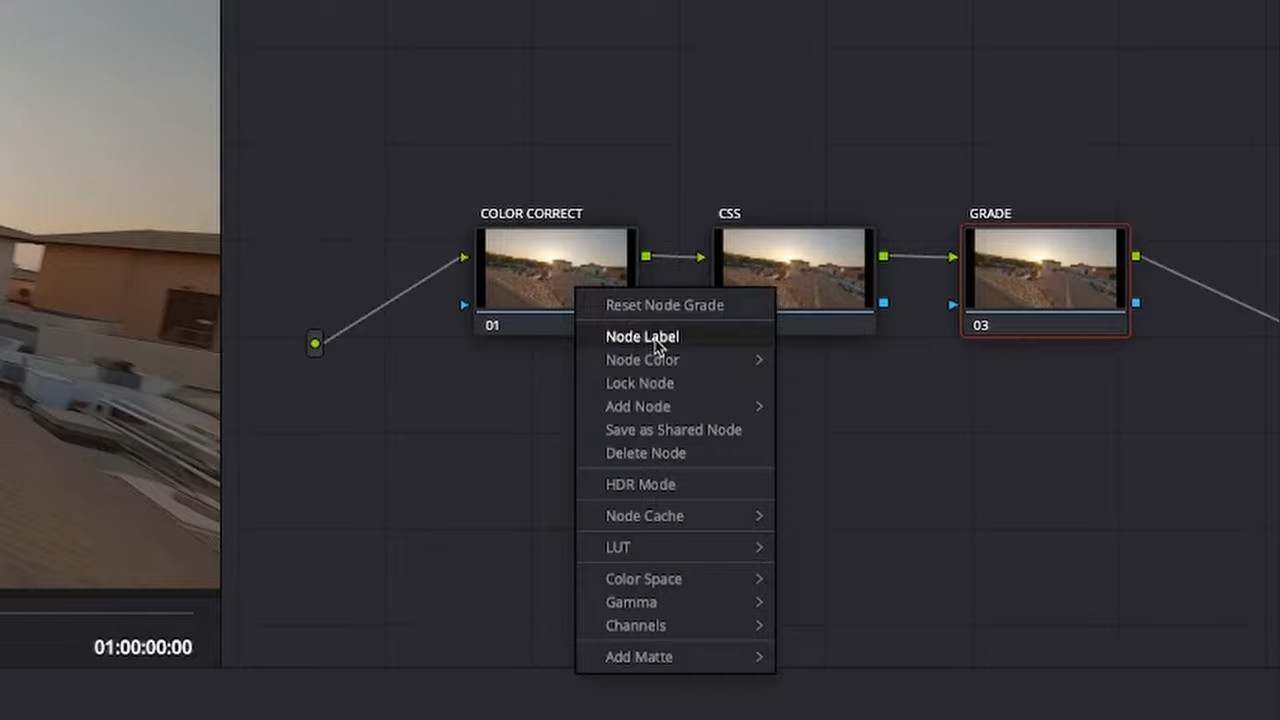 COLOR CORRECT
CSS
GRADE
01
03
Reset Node Grade
Node Label
Node Color
Lock Node
Add Node
Save as Shared Node
Delete Node
HDR Mode
Node Cache
LUT
Color Space
Gamma
Channels
Add Matte
01:00:00:00